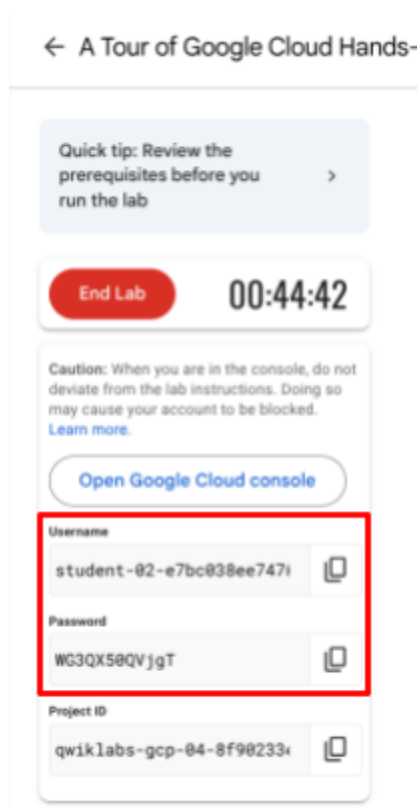 ← A Tour of Google Cloud Hands-
Quick tip: Review the
prerequisites before you
run the lab
End Lab 00:44:42
Caution: When you are in the console, do not
deviate from the lab instructions. Doing so
may cause your account to be blocked.
Learn more.
Open Google Cloud console
Username
student-02-e7bc038ee747
Password
WG3QX50QVjgT
Project ID
qwiklabs-gcp-04-8f90233